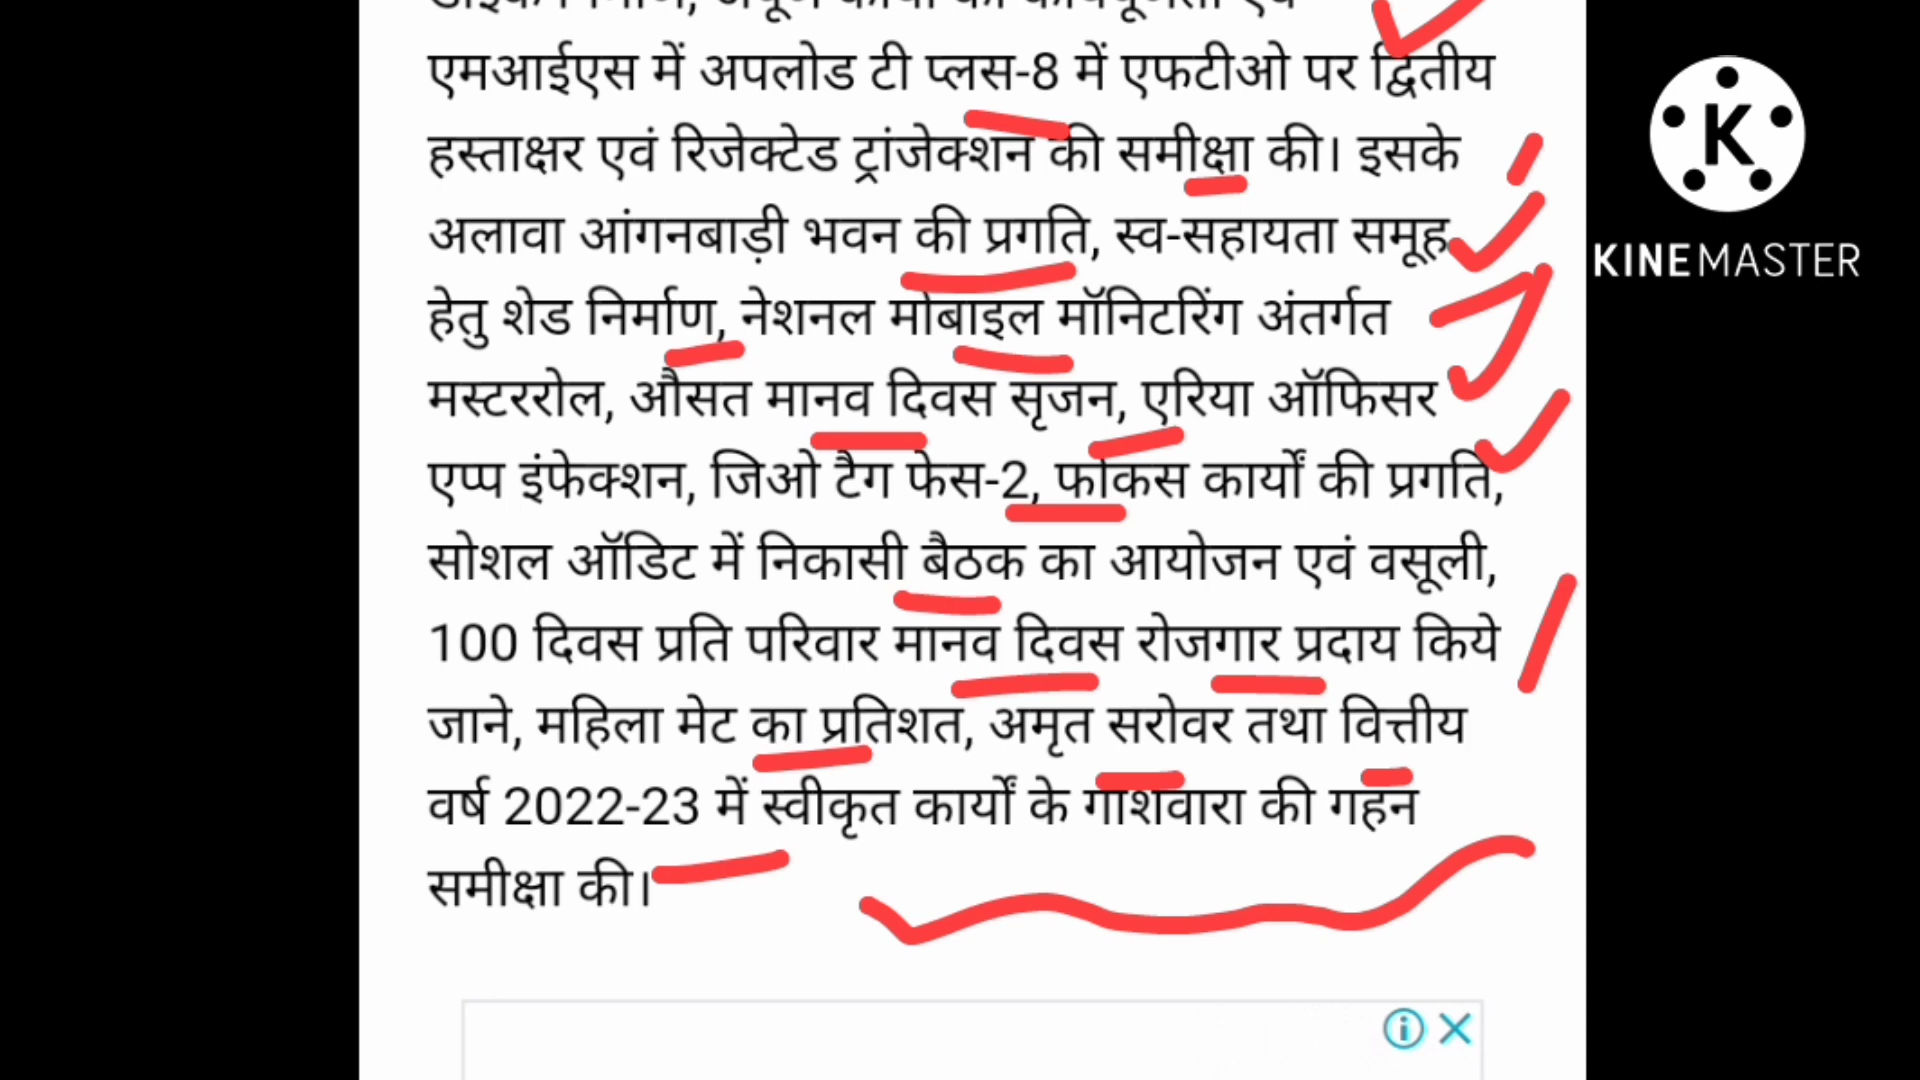 एमआईएस में अपलोड टी प्लस-8 में एफटीओ पर द्वितीय
हस्ताक्षर एवं रिजेक्टेड ट्रांजेक्शन की समीक्षा की। इसके
अलावा आंगनबाड़ी भवन की प्रगति, स्व-सहायता समूह
हेतु शेड निर्माण, नेशनल मोबाइल मॉनिटरिंग अंतर्गत
मस्टररोल, औसत मानव दिवस सृजन, एरिया ऑफिसर
एप्प इंफेक्शन, जिओ टैग फेस-2, फोकस कार्यों की प्रगति,
सोशल ऑडिट में निकासी बैठक का आयोजन एवं वसूली,
100 दिवस प्रति परिवार मानव दिवस रोजगार प्रदाय किये
जाने, महिला मेट का प्रतिशत, अमृत सरोवर तथा वित्तीय
वर्ष 2022-23 में स्वीकृत कार्यों के गोशवारा की गहन
समीक्षा की।
K
KINEMASTER